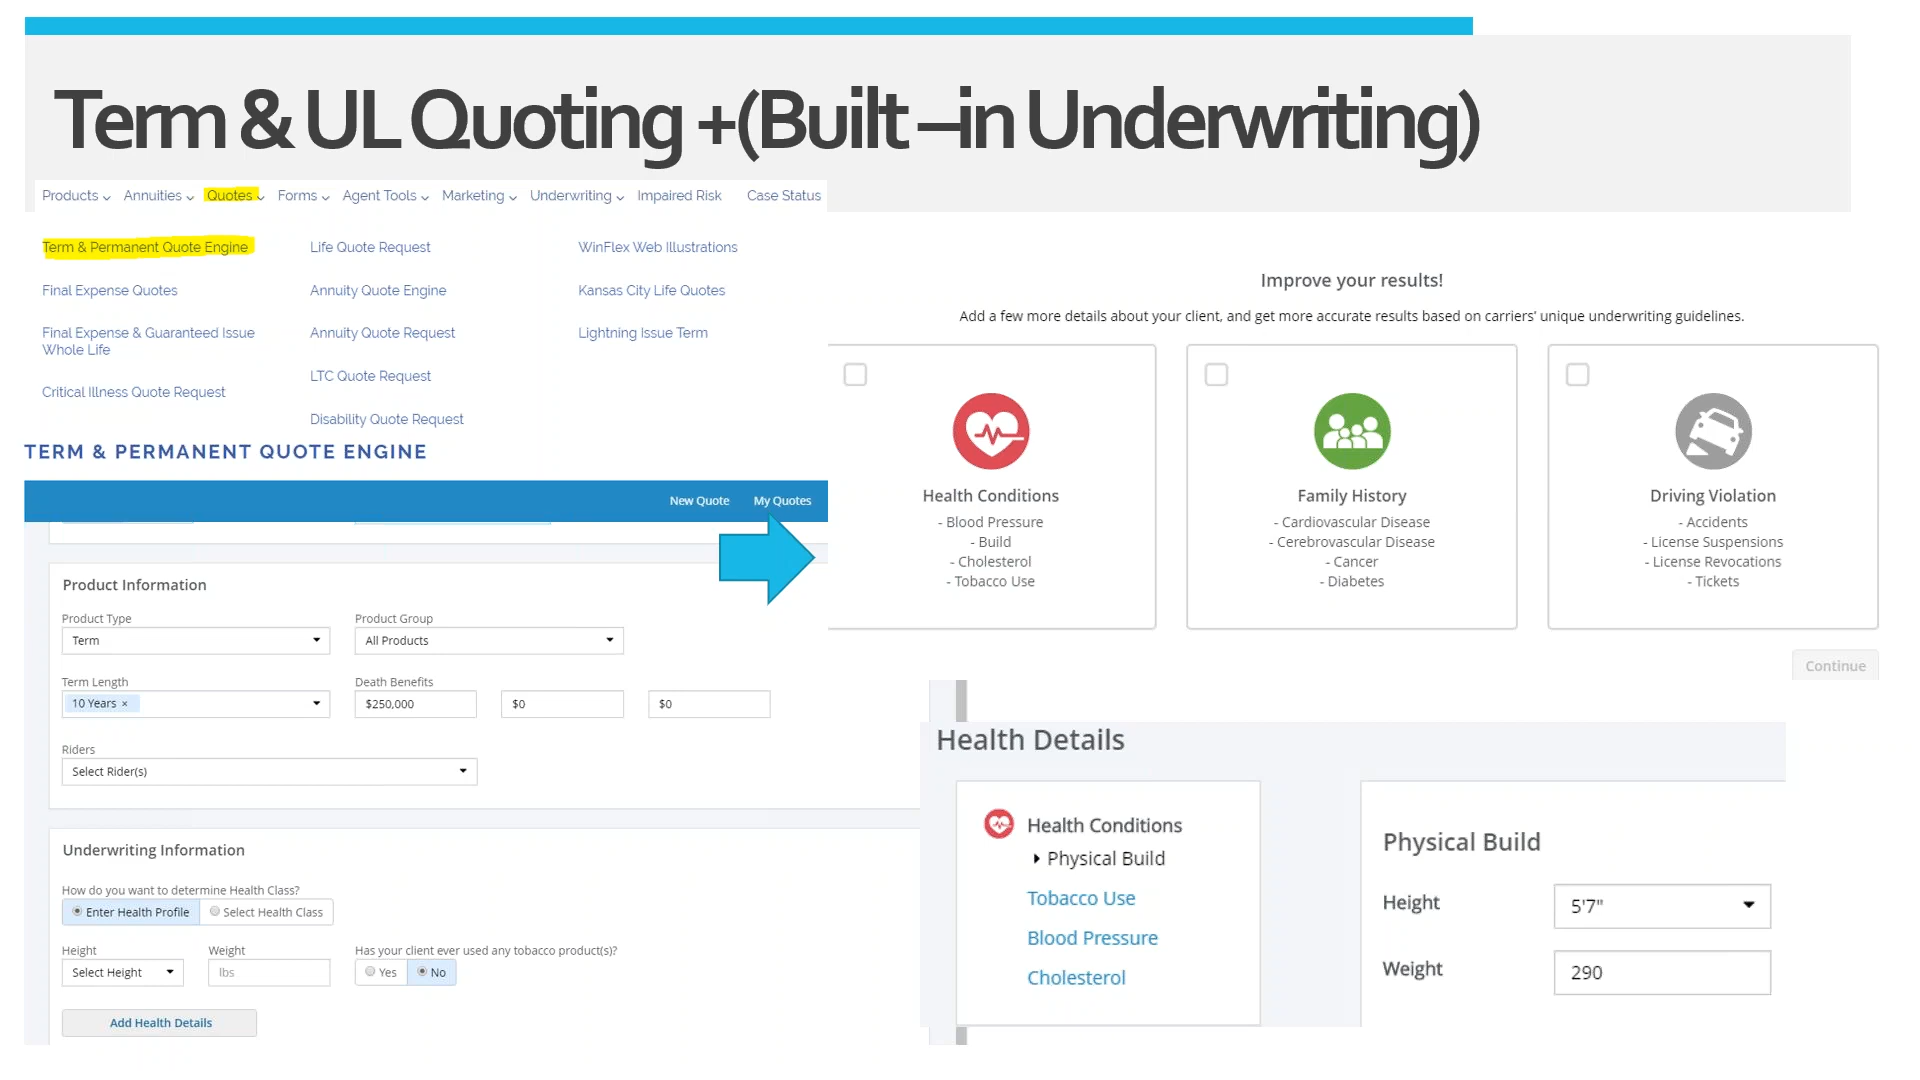 Term & UL Quoting +(Built –in Underwriting)
Products Annuities Quotes Forms Agent Tools Marketing Underwriting Impaired Risk Case Status
Term & Permanent Quote Engine
Final Expense Quotes
Final Expense & Guaranteed Issue
Whole Life
Critical Illness Quote Request
Life Quote Request
Annuity Quote Engine
Annuity Quote Request
LTC Quote Request
Disability Quote Request
WinFlex Web Illustrations
Kansas City Life Quotes
Lightning Issue Term
TERM & PERMANENT QUOTE ENGINE
New Quote My Quotes
Product Information
Product Type Product Group
Term All Products
Term Length Death Benefits
10 Years × $250,000 $0 $0
Riders
Select Rider(s)
Underwriting Information
How do you want to determine Health Class?
Enter Health Profile Select Health Class
Height Weight Has your client ever used any tobacco product(s)?
Select Height lbs Yes No
Add Health Details
Improve your results!
Add a few more details about your client, and get more accurate results based on carriers' unique underwriting guidelines.
Health Conditions
- Blood Pressure
- Build
- Cholesterol
- Tobacco Use
Family History
- Cardiovascular Disease
- Cerebrovascular Disease
- Cancer
- Diabetes
Driving Violation
- Accidents
- License Suspensions
- License Revocations
- Tickets
Continue
Health Details
Health Conditions
Physical Build
Tobacco Use
Blood Pressure
Cholesterol
Physical Build
Height 5'7"
Weight 290